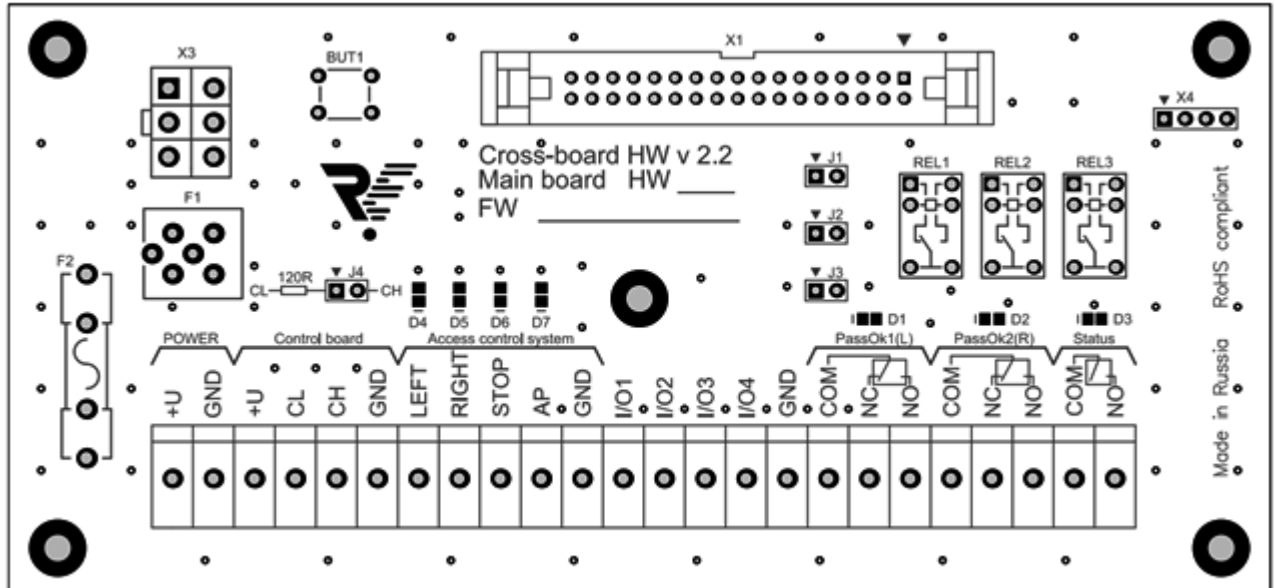 X3
BUT1
X1
X4
Cross-board HW v 2.2
Main board HW ____
FW ______________
J1
J2
J3
REL1
REL2
REL3
F1
F2
120R
J4
CL
CH
D4
D5
D6
D7
D1
D2
D3
POWER
Control board
Access control system
PassOk1(L)
PassOk2(R)
Status
+U
GND
+U
CL
CH
GND
LEFT
RIGHT
STOP
AP
GND
I/O1
I/O2
I/O3
I/O4
GND
COM
NC
NO
COM
NC
NO
COM
NO
Made in Russia RoHS compliant